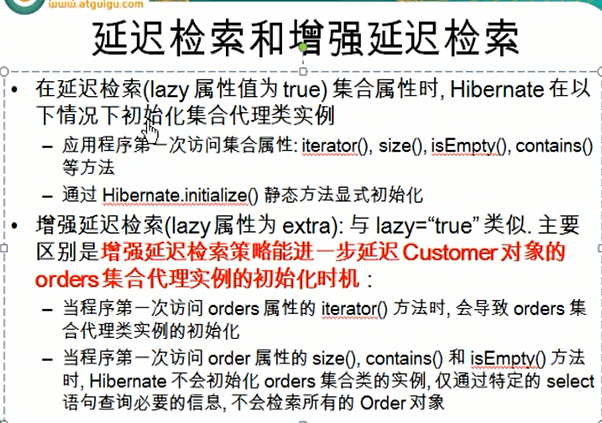 www.atguigu.com
延迟检索和增强延迟检索
• 在延迟检索(lazy 属性值为 true) 集合属性时, Hibernate 在以
下情况下初始化集合代理类实例
– 应用程序第一次访问集合属性: iterator(), size(), isEmpty(), contains()
等方法
– 通过 Hibernate.initialize() 静态方法显式初始化
• 增强延迟检索(lazy 属性为 extra): 与 lazy=“true” 类似. 主要
区别是增强延迟检索策略能进一步延迟 Customer 对象的
orders 集合代理实例的初始化时机 :
– 当程序第一次访问 orders 属性的 iterator() 方法时, 会导致 orders 集
合代理类实例的初始化
– 当程序第一次访问 order 属性的 size(), contains() 和 isEmpty() 方法
时, Hibernate 不会初始化 orders 集合类的实例, 仅通过特定的 select
语句查询必要的信息, 不会检索所有的 Order 对象